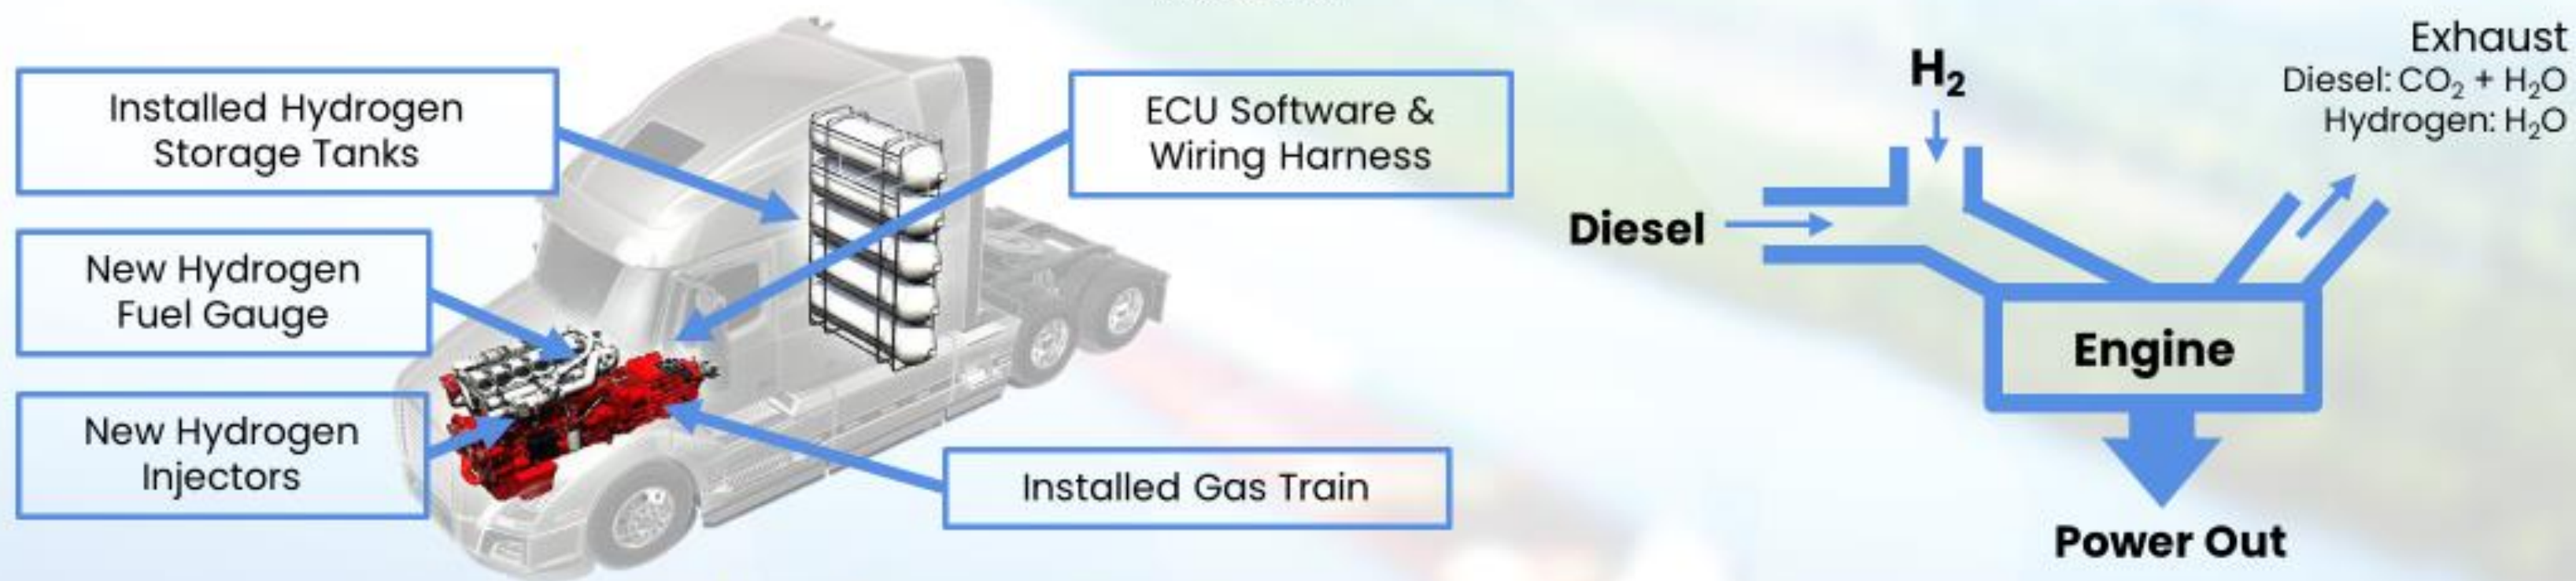 Installed Hydrogen
Storage Tanks
New Hydrogen
Fuel Gauge
New Hydrogen
Injectors
ECU Software &
Wiring Harness
Installed Gas Train
H₂
Diesel
Exhaust
Diesel: CO₂ + H₂O
Hydrogen: H₂O
Engine
Power Out